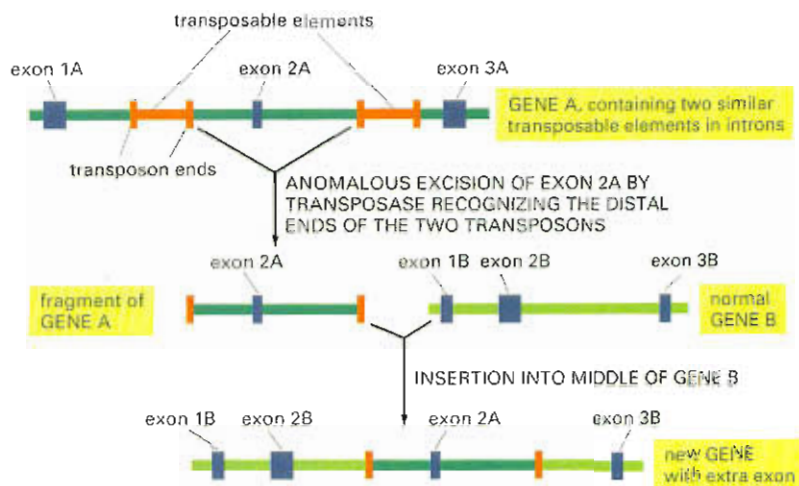 transposable elements
exon 1A
exon 2A
exon 3A
GENE A, containing two similar
transposable elements in introns
transposon ends
ANOMALOUS EXCISION OF EXON 2A BY
TRANSPOSASE RECOGNIZING THE DISTAL
ENDS OF THE TWO TRANSPOSONS
exon 2A
exon 1B
exon 2B
exon 3B
fragment of
GENE A
normal
GENE B
INSERTION INTO MIDDLE OF GENE B
exon 1B
exon 2B
exon 2A
exon 3B
new GENE
with extra exon